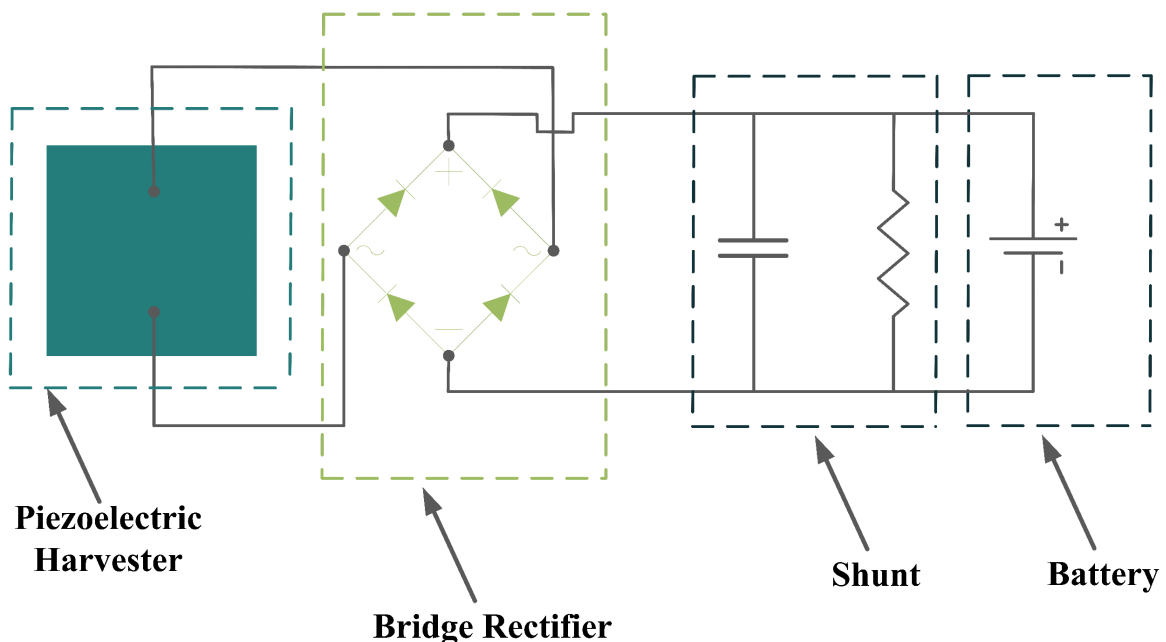 Piezoelectric
Harvester
Bridge Rectifier
Shunt
Battery